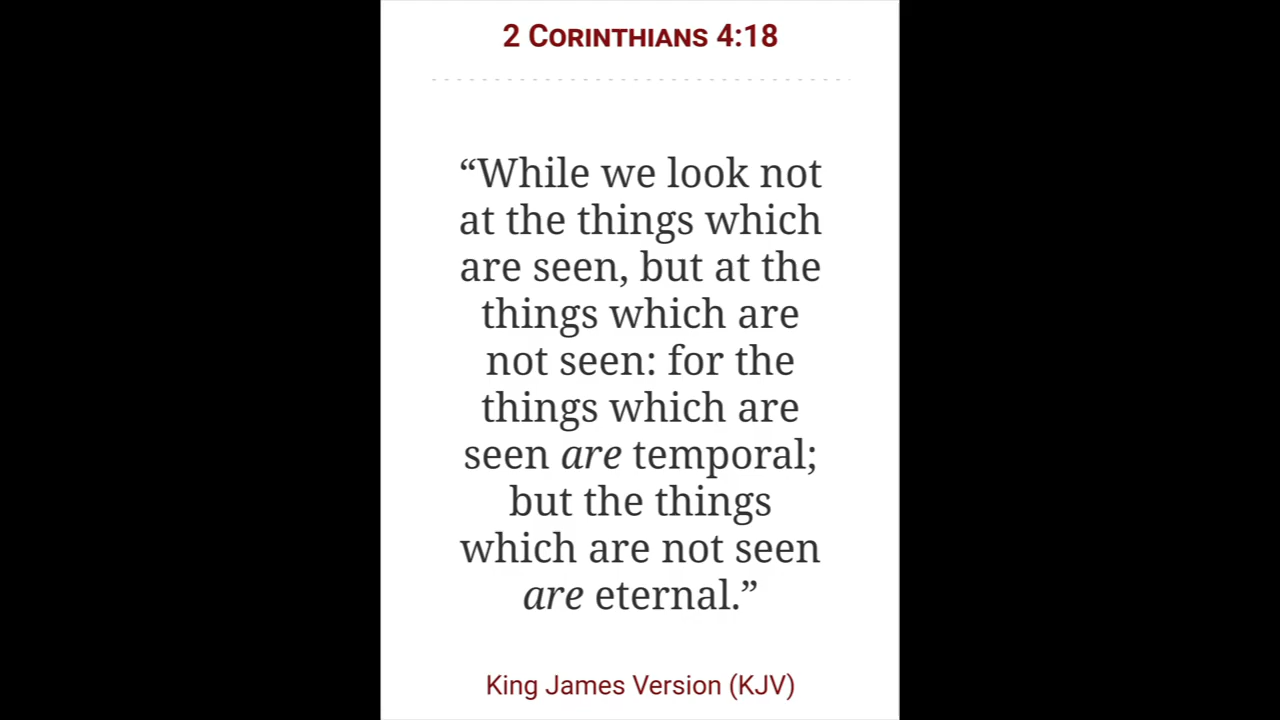 2 Corinthians 4:18
“While we look not
at the things which
are seen, but at the
things which are
not seen: for the
things which are
seen are temporal;
but the things
which are not seen
are eternal.”
King James Version (KJV)